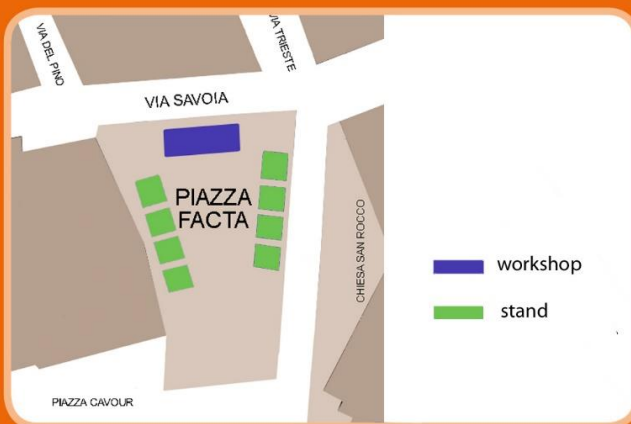 VIA DEL PINO
VIA TRIESTE
VIA SAVOIA
PIAZZA
FACTA
CHIESA SAN ROCCO
workshop
stand
PIAZZA CAVOUR